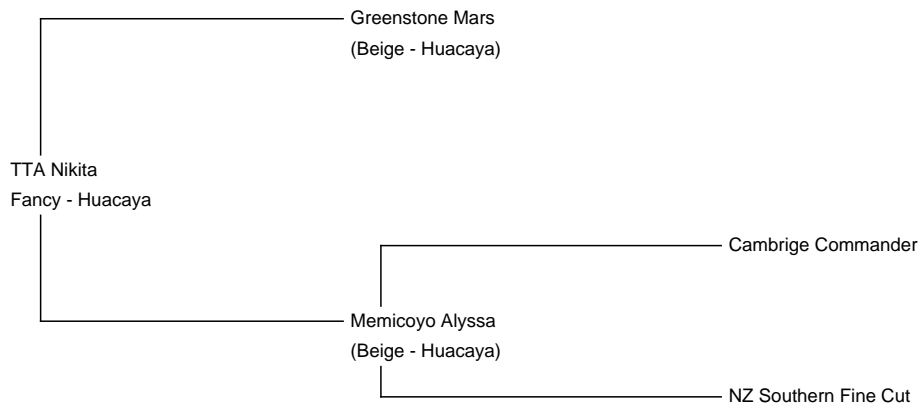 Greenstone Mars
(Beige - Huacaya)
TTA Nikita
Fancy - Huacaya
Cambrige Commander
Memicoyo Alyssa
(Beige - Huacaya)
NZ Southern Fine Cut